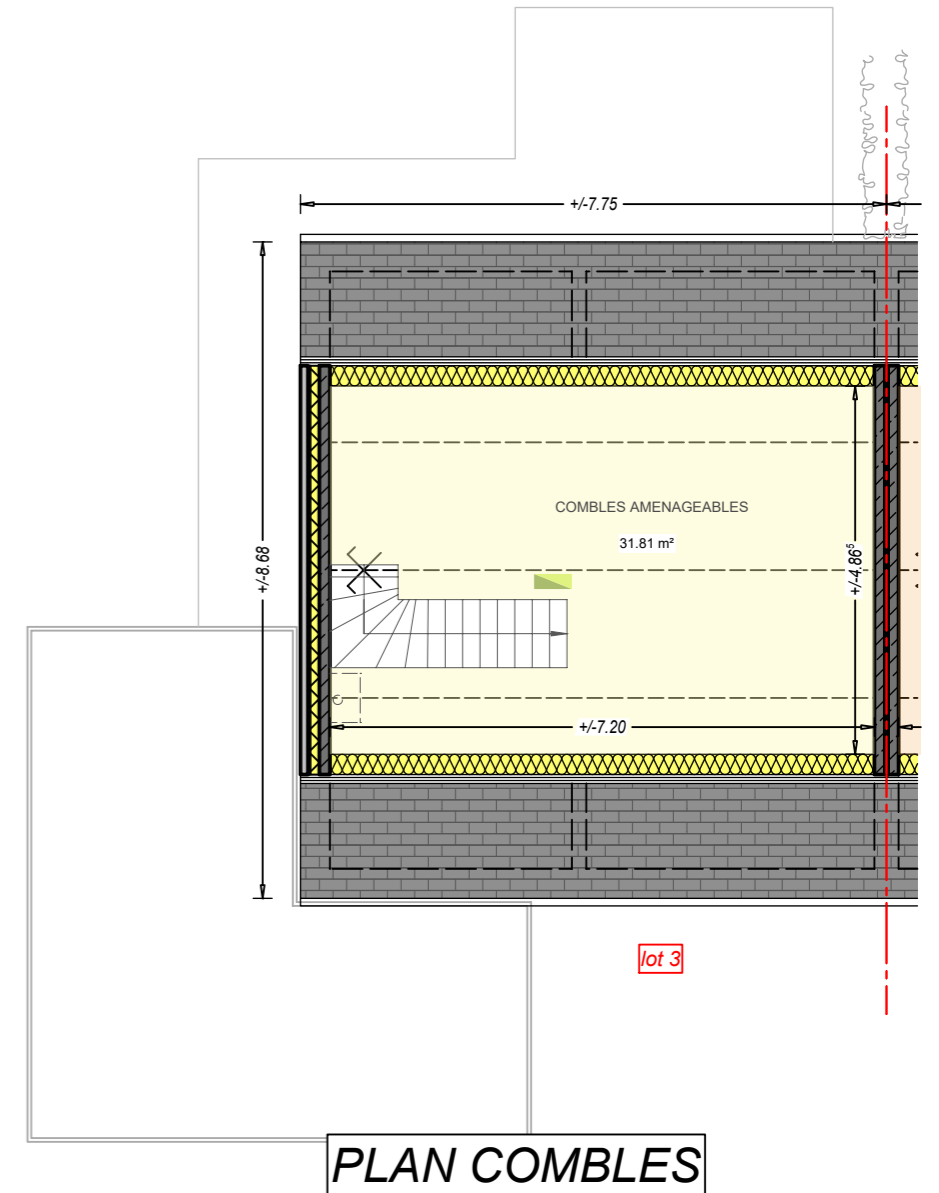 +/-7.75
COMBLES AMENAGEABLES
31.81 m²
+/-8.68
+/-4.86⁵
+/-7.20
lot 3
PLAN COMBLES